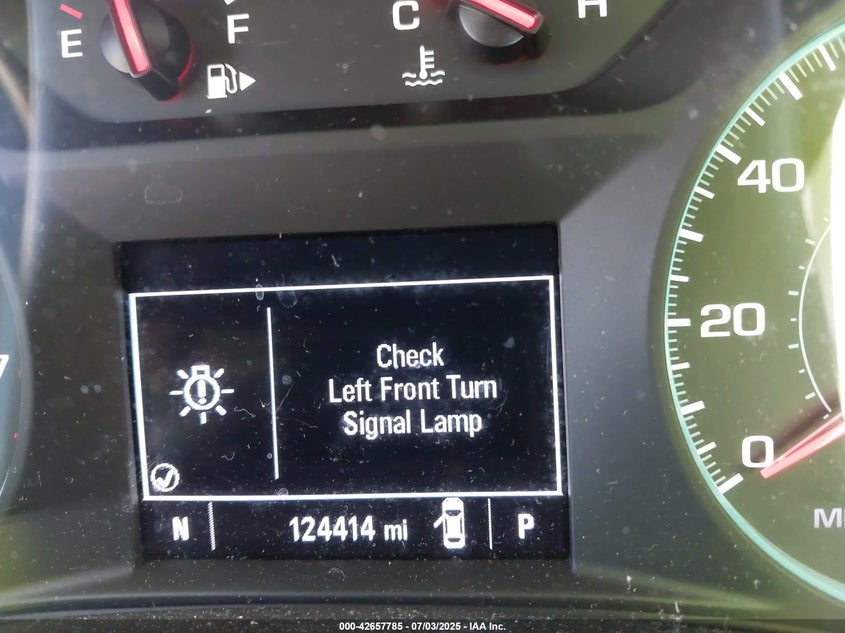 E F C H
40
20
0
Check
Left Front Turn
Signal Lamp
N 124414 mi P
000-42657785 - 07/03/2025 - IAA Inc.